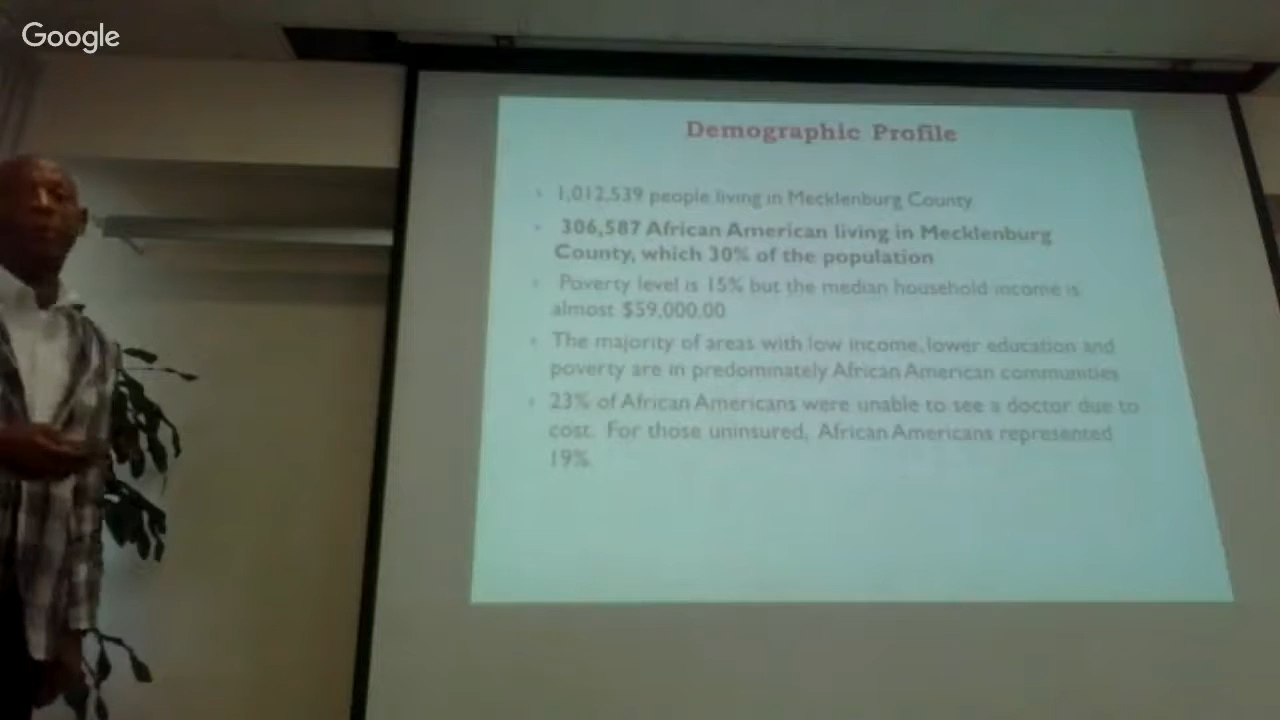 Google
Demographic Profile
1,012,539 people living in Mecklenburg County
306,587 African American living in Mecklenburg
County, which 30% of the population
Poverty level is 15% but the median household income is
almost $59,000.00
The majority of areas with low income, lower education and
poverty are in predominately African American communities
23% of African Americans were unable to see a doctor due to
cost. For those uninsured, African Americans represented
19%.